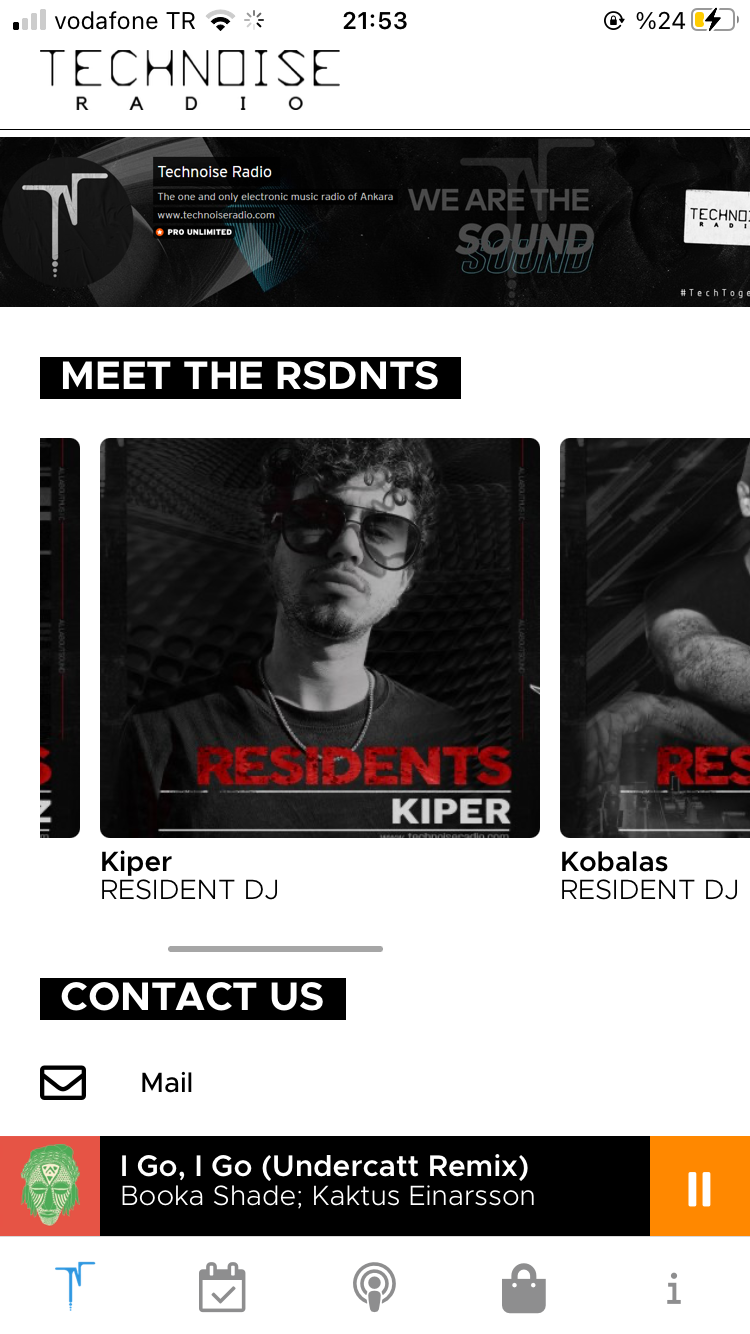 vodafone TR
21:53
%24
TECHNOISE
RADIO
Technoise Radio
The one and only electronic music radio of Ankara
www.technoiseradio.com
PRO UNLIMITED
WE ARE THE
SOUND
SOUND
TECHNO
RADI
#TechToge
MEET THE RSDNTS
S
Z
RESIDENTS
KIPER
www.technoiseradio.com
RES
Kiper
RESIDENT DJ
Kobalas
RESIDENT DJ
CONTACT US
Mail
I Go, I Go (Undercatt Remix)
Booka Shade; Kaktus Einarsson